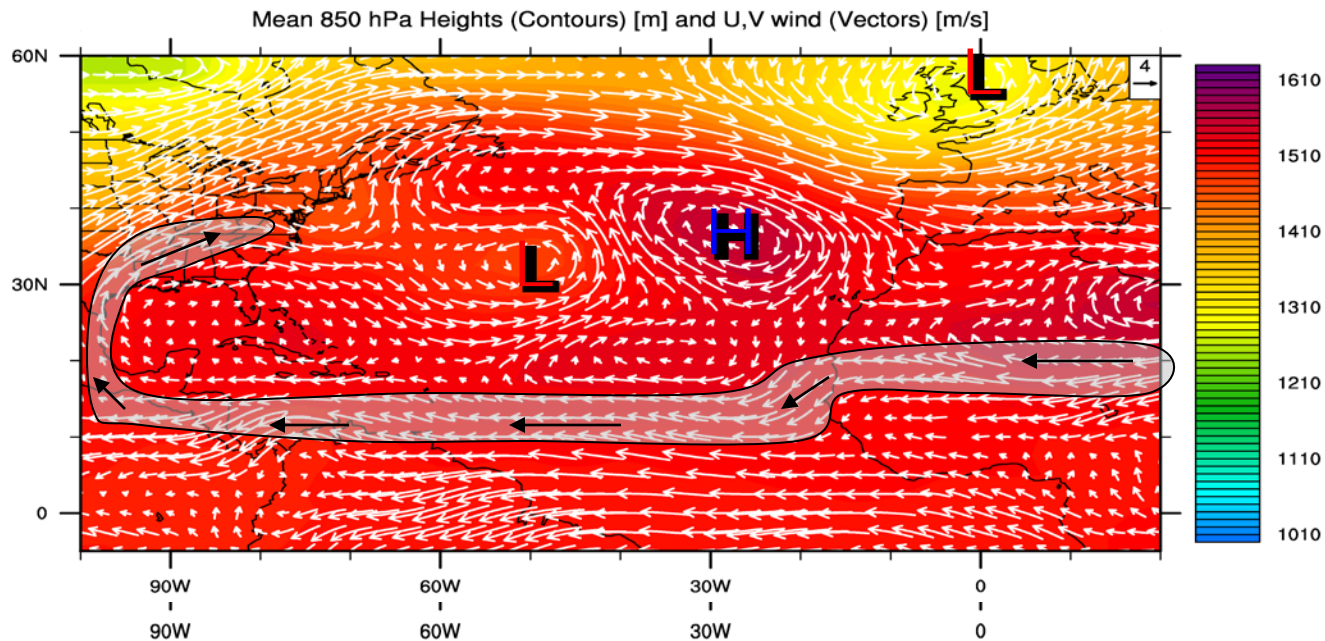 Mean 850 hPa Heights (Contours) [m] and U,V wind (Vectors) [m/s]
60N
L
4
1610
1510
H
1410
L
30N
1310
1210
1110
0
1010
90W 60W 30W 0
90W 60W 30W 0